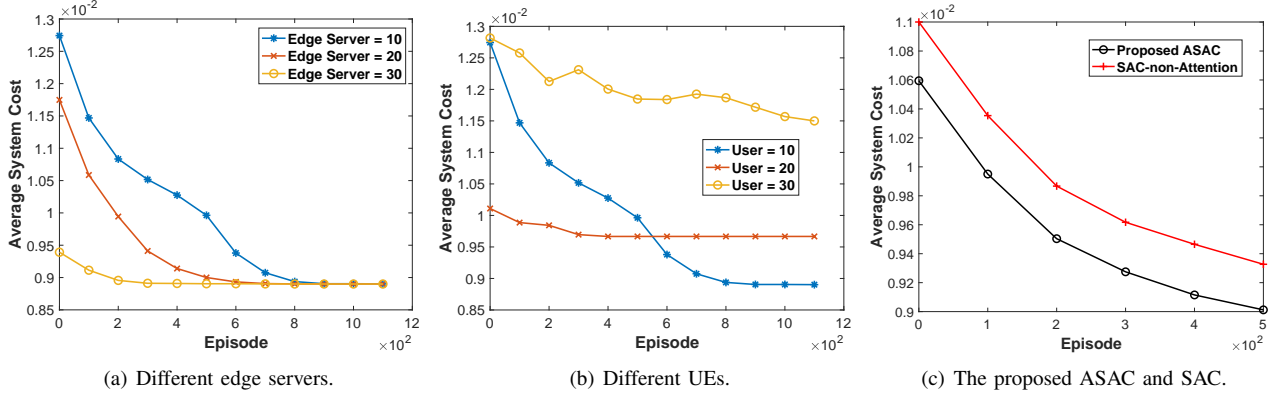 ×10⁻²
1.3
1.25
1.2
1.15
1.1
1.05
1
0.95
0.9
0.85
Average System Cost
Edge Server = 10
Edge Server = 20
Edge Server = 30
0 2 4 6 8 10 12
Episode ×10²
(a) Different edge servers.
×10⁻²
1.3
1.25
1.2
1.15
1.1
1.05
1
0.95
0.9
0.85
Average System Cost
User = 10
User = 20
User = 30
0 2 4 6 8 10 12
Episode ×10²
(b) Different UEs.
×10⁻²
1.1
1.08
1.06
1.04
1.02
1
0.98
0.96
0.94
0.92
0.9
Average System Cost
Proposed ASAC
SAC-non-Attention
0 1 2 3 4 5
Episode ×10²
(c) The proposed ASAC and SAC.